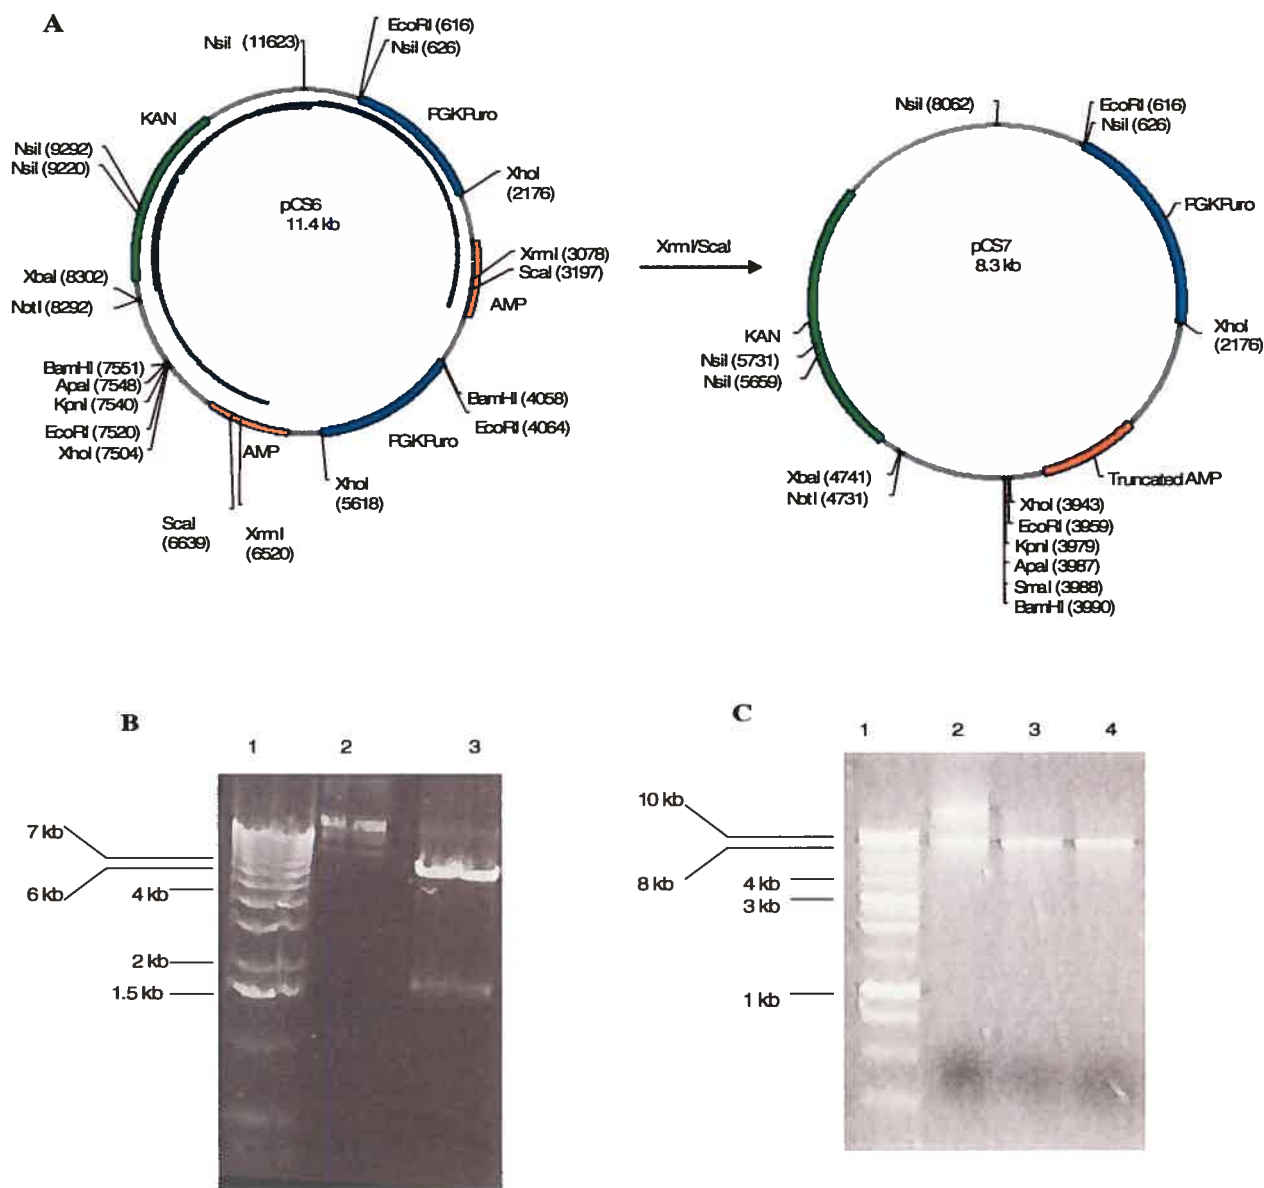 A
NsiI (11623)
EcoRI (616)
NsiI (626)
KAN
PGKPuro
NsiI (9292)
NsiI (9220)
XhoI
(2176)
pCS6
11.4 kb
XmnI (3078)
ScaI (3197)
XbaI (8302)
NotI (8292)
AMP
BamHI (7551)
ApaI (7548)
KpnI (7540)
EcoRI (7520)
XhoI (7504)
BamHI (4058)
EcoRI (4064)
AMP
PGKPuro
XhoI
(5618)
ScaI
(6639)
XmnI
(6520)
XmnI/ScaI
NsiI (8062)
EcoRI (616)
NsiI (626)
PGKPuro
pCS7
8.3 kb
XhoI
(2176)
KAN
NsiI (5731)
NsiI (5659)
XbaI (4741)
NotI (4731)
Truncated AMP
XhoI (3943)
EcoRI (3959)
KpnI (3979)
ApaI (3987)
SmaI (3988)
BamHI (3990)
B
1 2 3
7 kb
6 kb
4 kb
2 kb
1.5 kb
C
1 2 3 4
10 kb
8 kb
4 kb
3 kb
1 kb